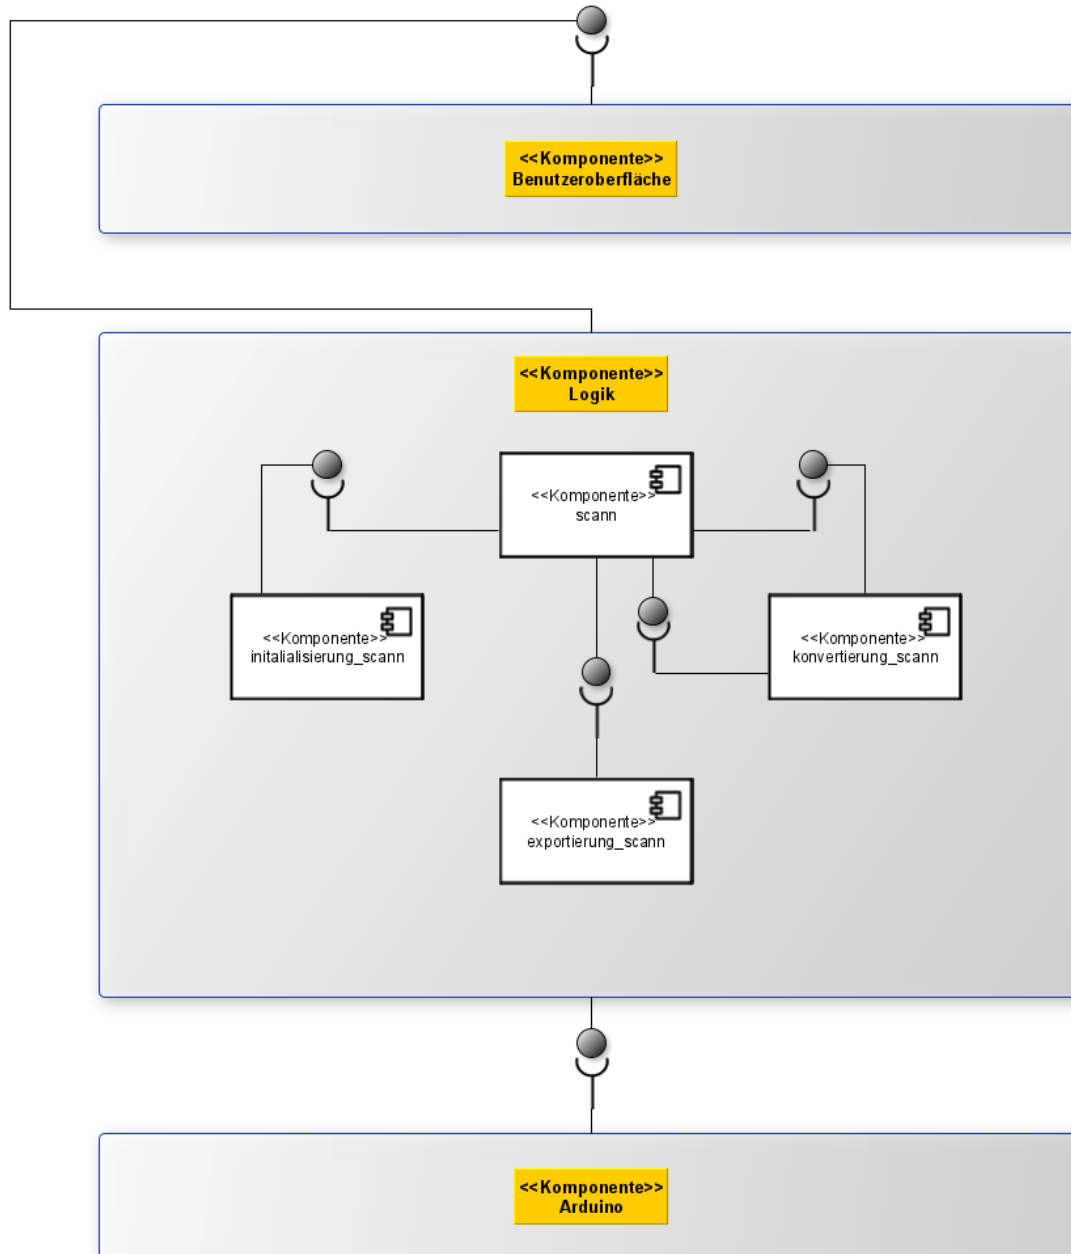 <<Komponente>>
Benutzeroberfläche
<<Komponente>>
Logik
<<Komponente>>
scann
<<Komponente>>
initalialisierung_scann
<<Komponente>>
konvertierung_scann
<<Komponente>>
exportierung_scann
<<Komponente>>
Arduino